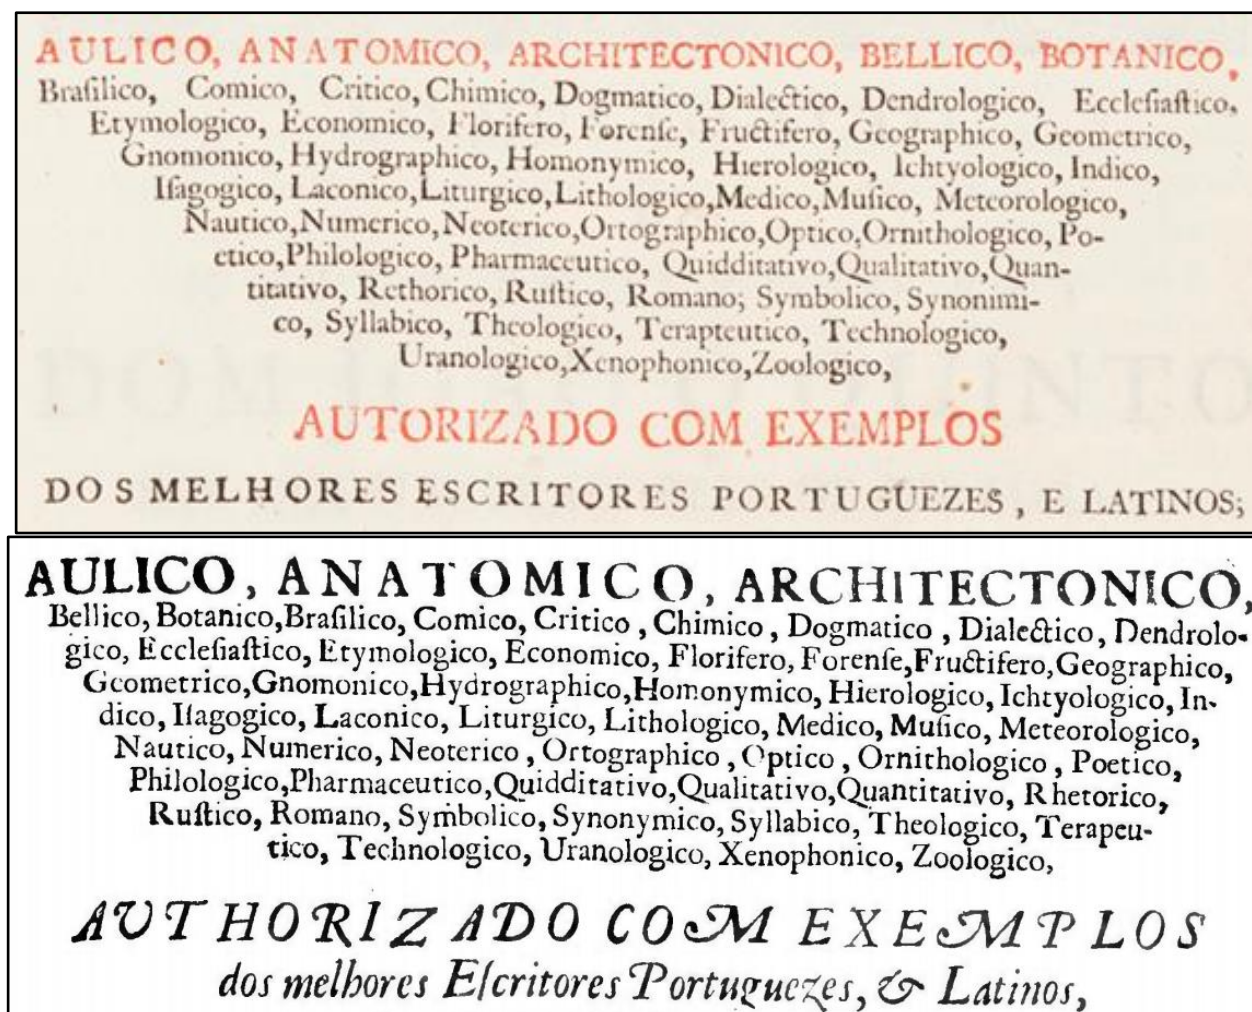 AULICO, ANATOMICO, ARCHITECTONICO, BELLICO, BOTANICO,
Braſilico, Comico, Critico, Chimico, Dogmatico, Dialectico, Dendrologico, Eccleſiaſtico.
Etymologico, Economico, Florifero, Forenſe, Fructifero, Geographico, Geometrico,
Gnomonico, Hydrographico, Homonymico, Hierologico, Ichtyologico, Indico,
Iſagogico, Laconico, Liturgico, Lithologico, Medico, Muſico, Meteorologico,
Nautico, Numerico, Neoterico, Ortographico, Optico, Ornithologico, Po-
etico, Philologico, Pharmaceutico, Quidditativo, Qualitativo, Quan-
titativo, Rethorico, Ruſtico, Romano; Symbolico, Synonimi-
co, Syllabico, Theologico, Terapteutico, Technologico,
Uranologico, Xenophonico, Zoologico,
AUTORIZADO COM EXEMPLOS
DOS MELHORES ESCRITORES PORTUGUEZES, E LATINOS;
AULICO, ANATOMICO, ARCHITECTONICO,
Bellico, Botanico, Braſilico, Comico, Critico, Chimico, Dogmatico, Dialectico, Dendrolo-
gico, Eccleſiaſtico, Etymologico, Economico, Florifero, Forenſe, Fructifero, Geographico,
Geometrico, Gnomonico, Hydrographico, Homonymico, Hierologico, Ichtyologico, In-
dico, Iſagogico, Laconico, Liturgico, Lithologico, Medico, Muſico, Meteorologico,
Nautico, Numerico, Neoterico, Ortographico, Optico, Ornithologico, Poetico,
Philologico, Pharmaceutico, Quidditativo, Qualitativo, Quantitativo, Rhetorico,
Ruſtico, Romano, Symbolico, Synonymico, Syllabico, Theologico, Terapeu-
tico, Technologico, Uranologico, Xenophonico, Zoologico,
AUTHORIZADO COM EXEMPLOS
dos melhores Eſcritores Portuguezes, & Latinos,